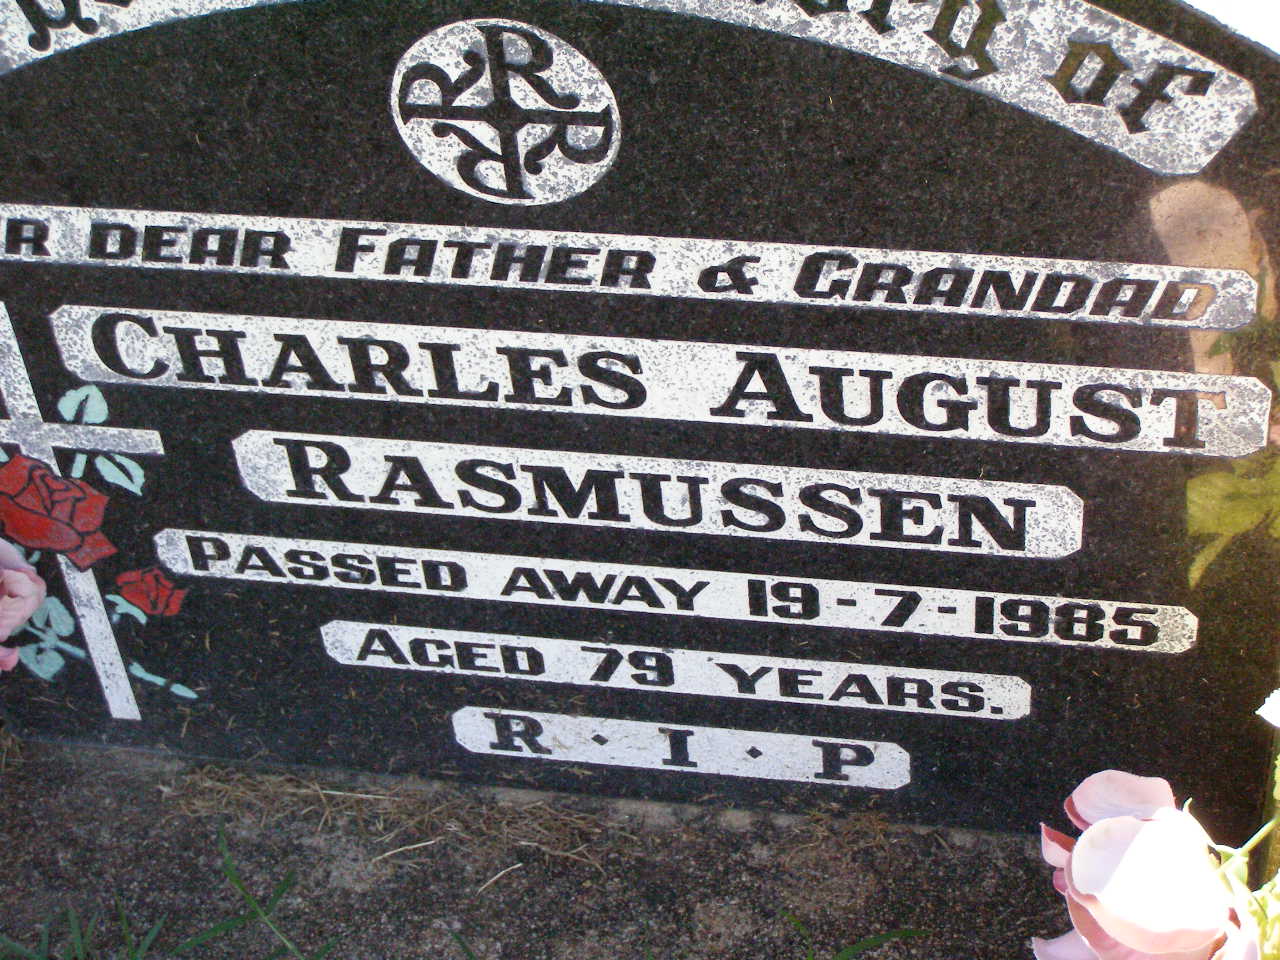 of
R R R R
DEAR FATHER & GRANDAD
CHARLES AUGUST
RASMUSSEN
PASSED AWAY 19-7-1985
AGED 79 YEARS.
R · I · P